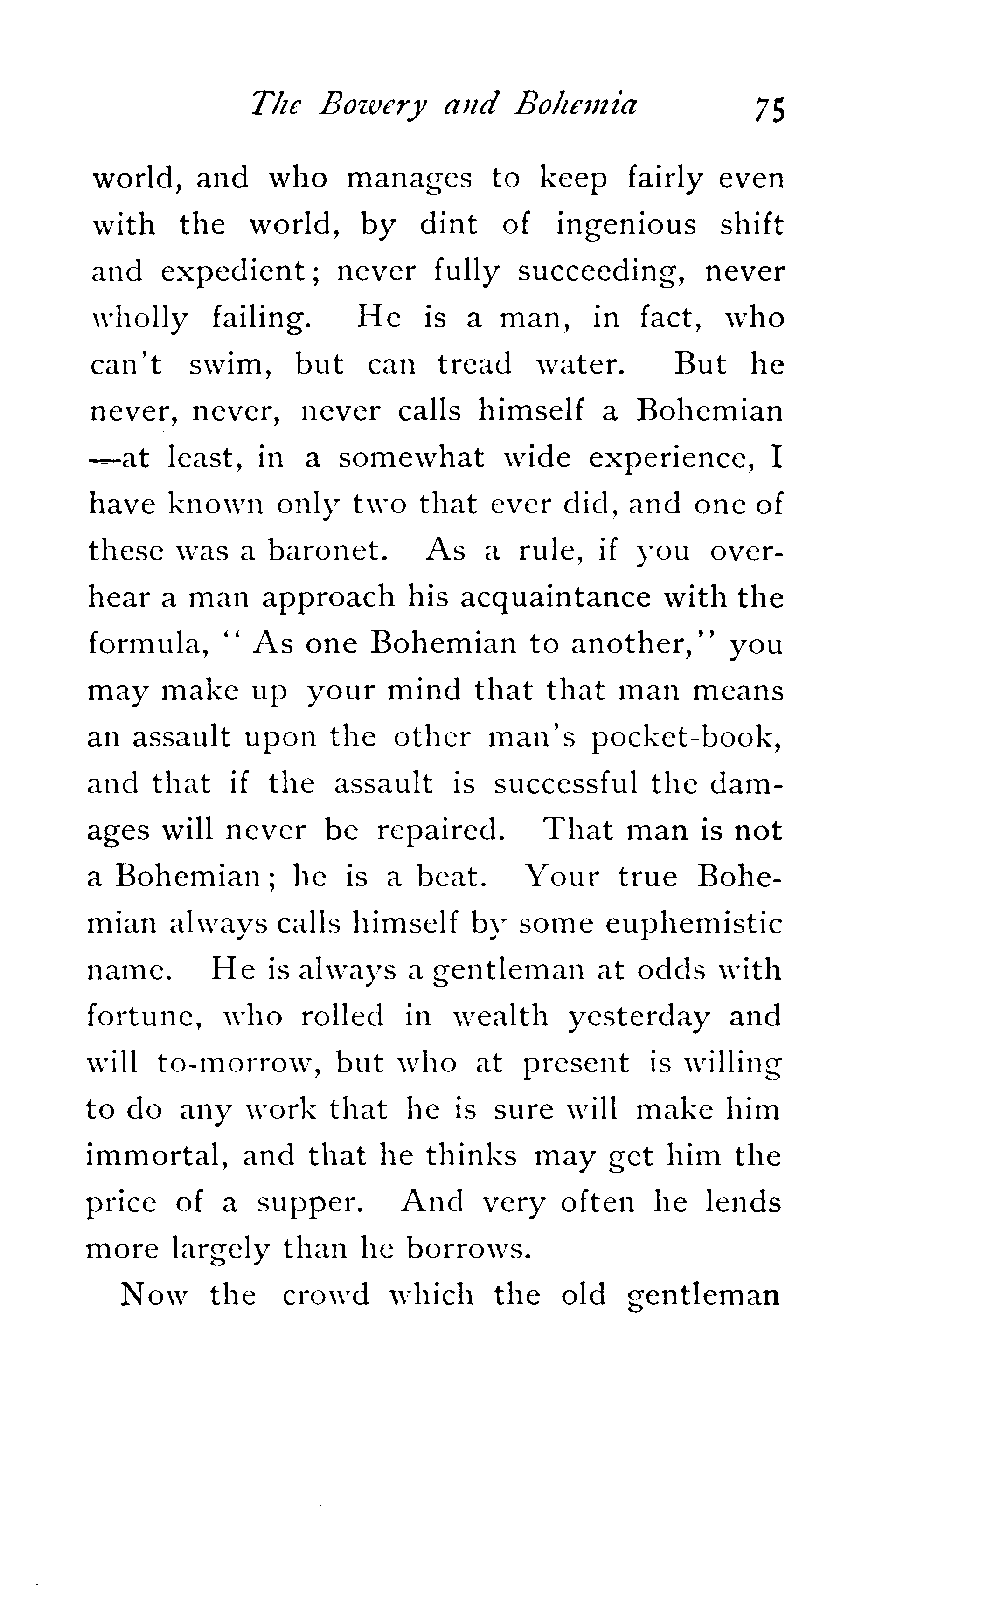 The Bowery and Bohemia 75
world, and who manages to keep fairly even
with the world, by dint of ingenious shift
and expedient; never fully succeeding, never
wholly failing. He is a man, in fact, who
can't swim, but can tread water. But he
never, never, never calls himself a Bohemian
—at least, in a somewhat wide experience, I
have known only two that ever did, and one of
these was a baronet. As a rule, if you over-
hear a man approach his acquaintance with the
formula, " As one Bohemian to another," you
may make up your mind that that man means
an assault upon the other man's pocket-book,
and that if the assault is successful the dam-
ages will never be repaired. That man is not
a Bohemian; he is a beat. Your true Bohe-
mian always calls himself by some euphemistic
name. He is always a gentleman at odds with
fortune, who rolled in wealth yesterday and
will to-morrow, but who at present is willing
to do any work that he is sure will make him
immortal, and that he thinks may get him the
price of a supper. And very often he lends
more largely than he borrows.
Now the crowd which the old gentleman